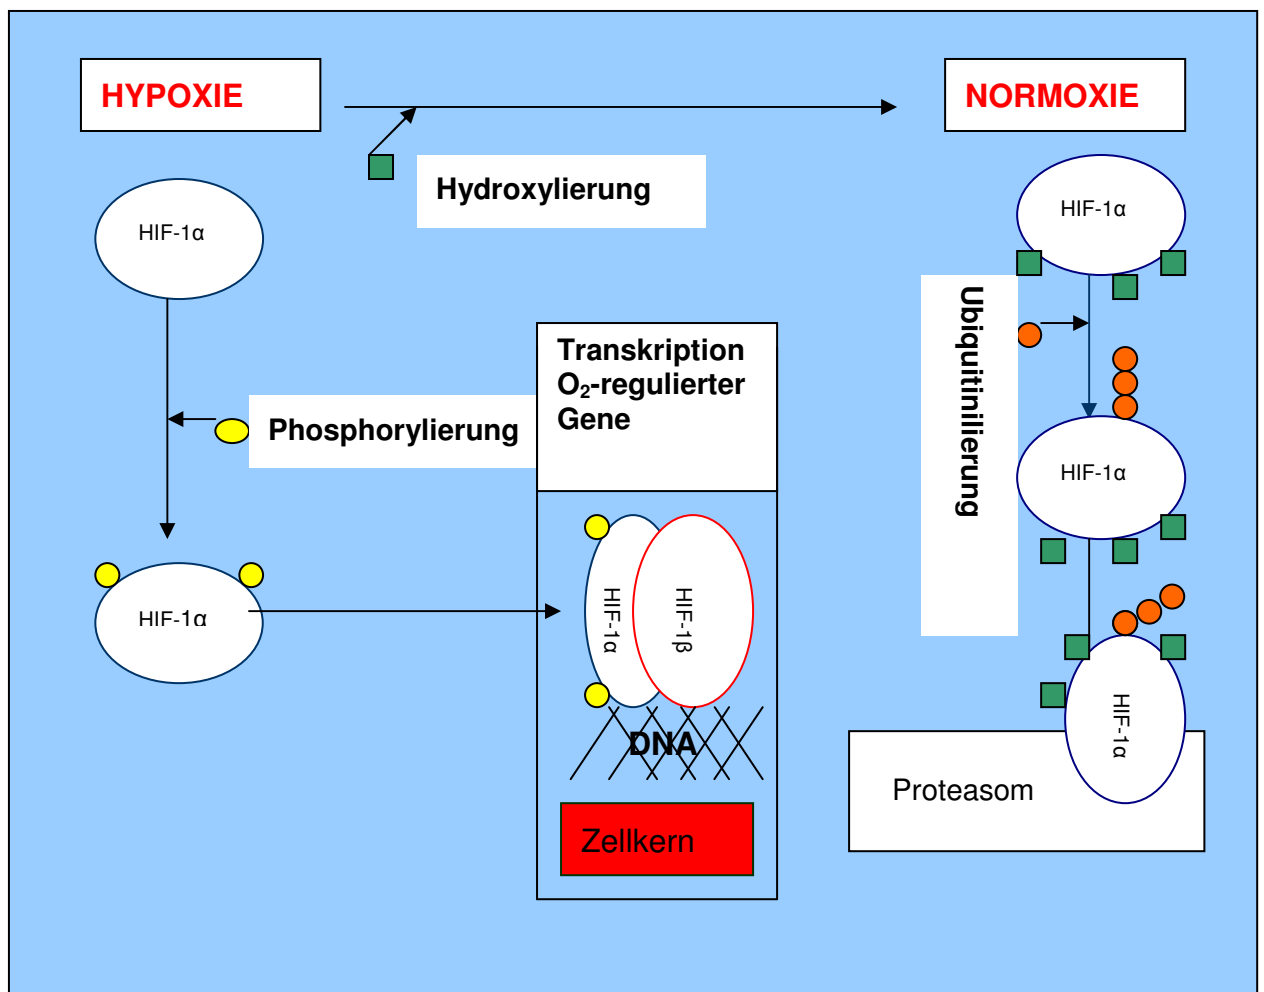 HYPOXIE
NORMOXIE
Hydroxylierung
HIF-1α
HIF-1α
Ubiquitinilierung
Transkription
O₂-regulierter
Gene
Phosphorylierung
HIF-1α
HIF-1α
HIF-1α
HIF-1β
HIF-1α
DNA
Proteasom
Zellkern